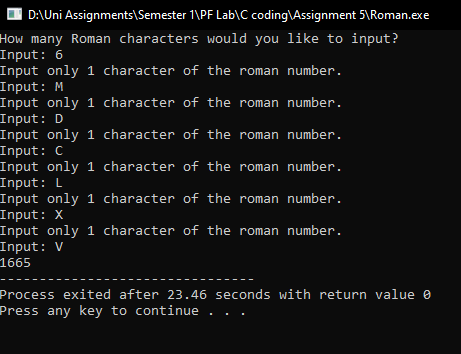 D:\Uni Assignments\Semester 1\PF Lab\C coding\Assignment 5\Roman.exe
How many Roman characters would you like to input?
Input: 6
Input only 1 character of the roman number.
Input: M
Input only 1 character of the roman number.
Input: D
Input only 1 character of the roman number.
Input: C
Input only 1 character of the roman number.
Input: L
Input only 1 character of the roman number.
Input: X
Input only 1 character of the roman number.
Input: V
1665
--------------------------------
Process exited after 23.46 seconds with return value 0
Press any key to continue . . .